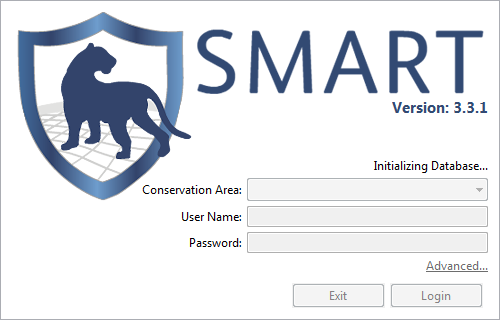 SMART
Version: 3.3.1
Initializing Database...
Conservation Area:
User Name:
Password:
Advanced...
Exit Login